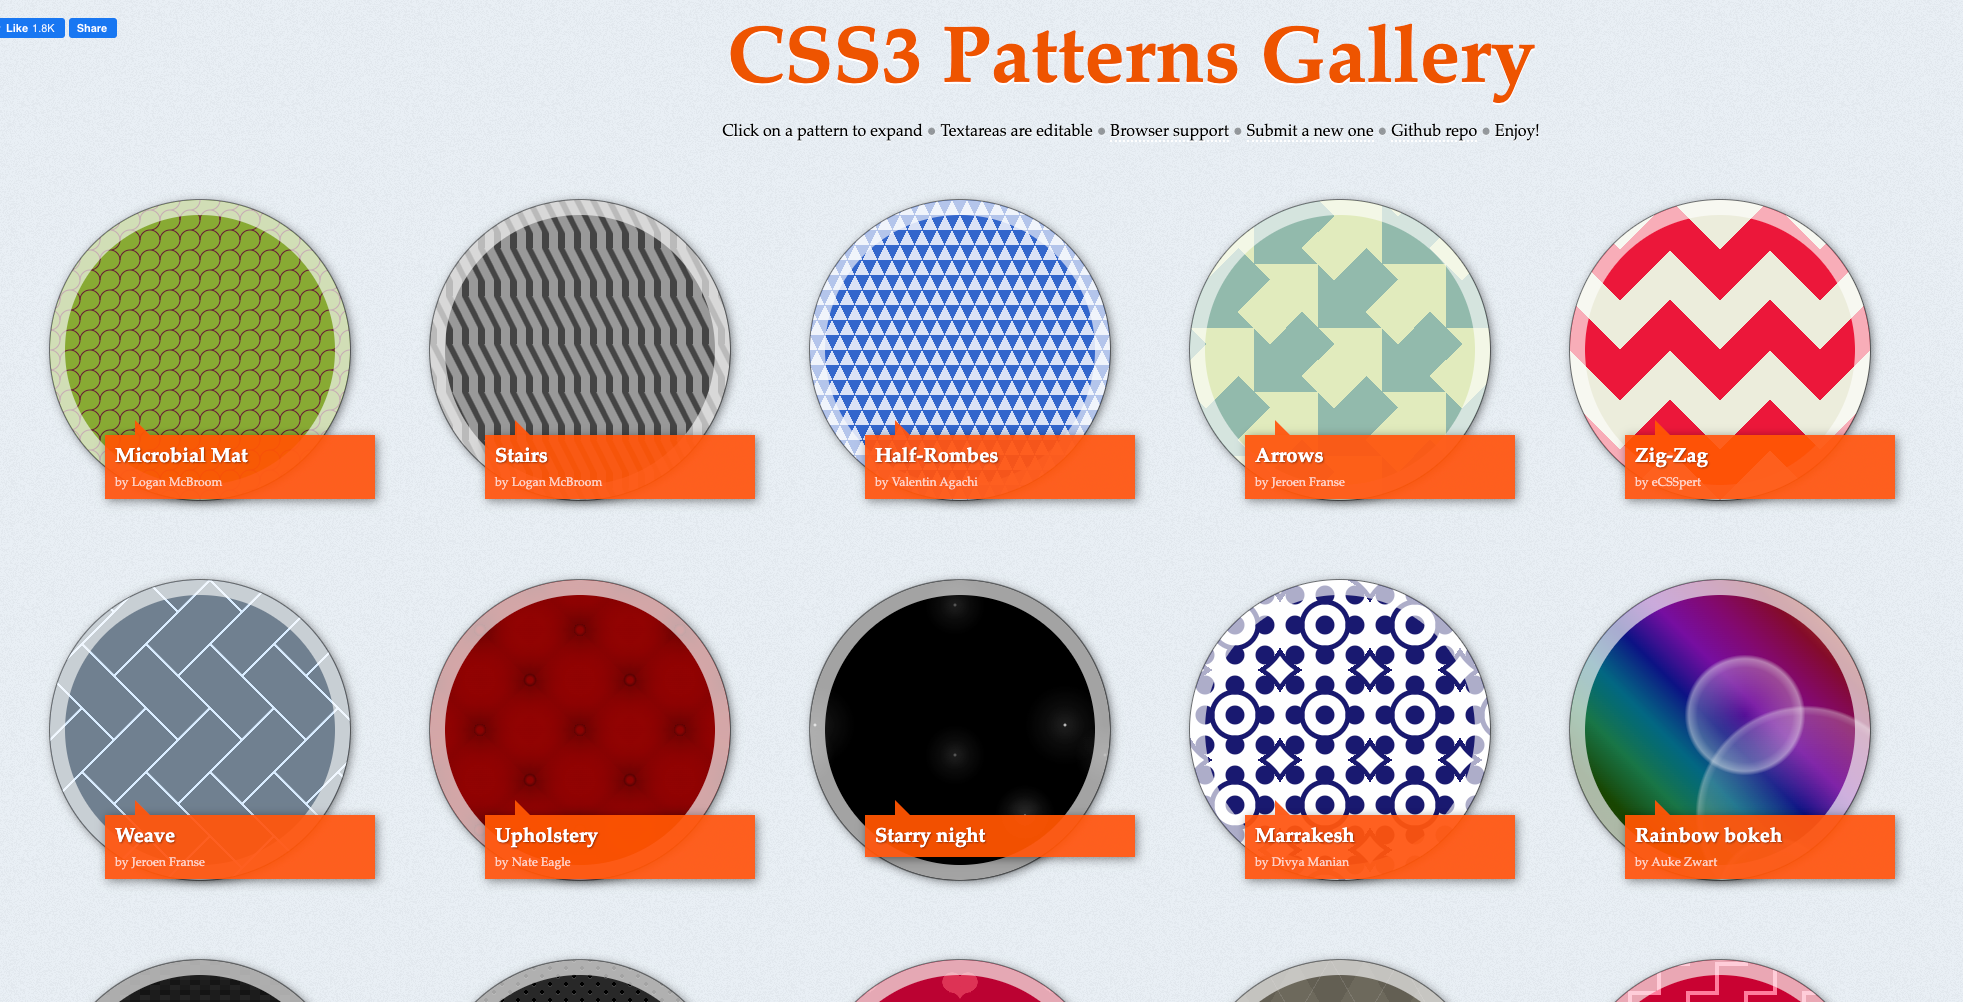 Like 1.8K Share
CSS3 Patterns Gallery
Click on a pattern to expand • Textareas are editable • Browser support • Submit a new one • Github repo • Enjoy!
Microbial Mat
by Logan McBroom
Stairs
by Logan McBroom
Half-Rombes
by Valentin Agachi
Arrows
by Jeroen Franse
Zig-Zag
by eCSSpert
Weave
by Jeroen Franse
Upholstery
by Nate Eagle
Starry night
Marrakesh
by Divya Manian
Rainbow bokeh
by Auke Zwart